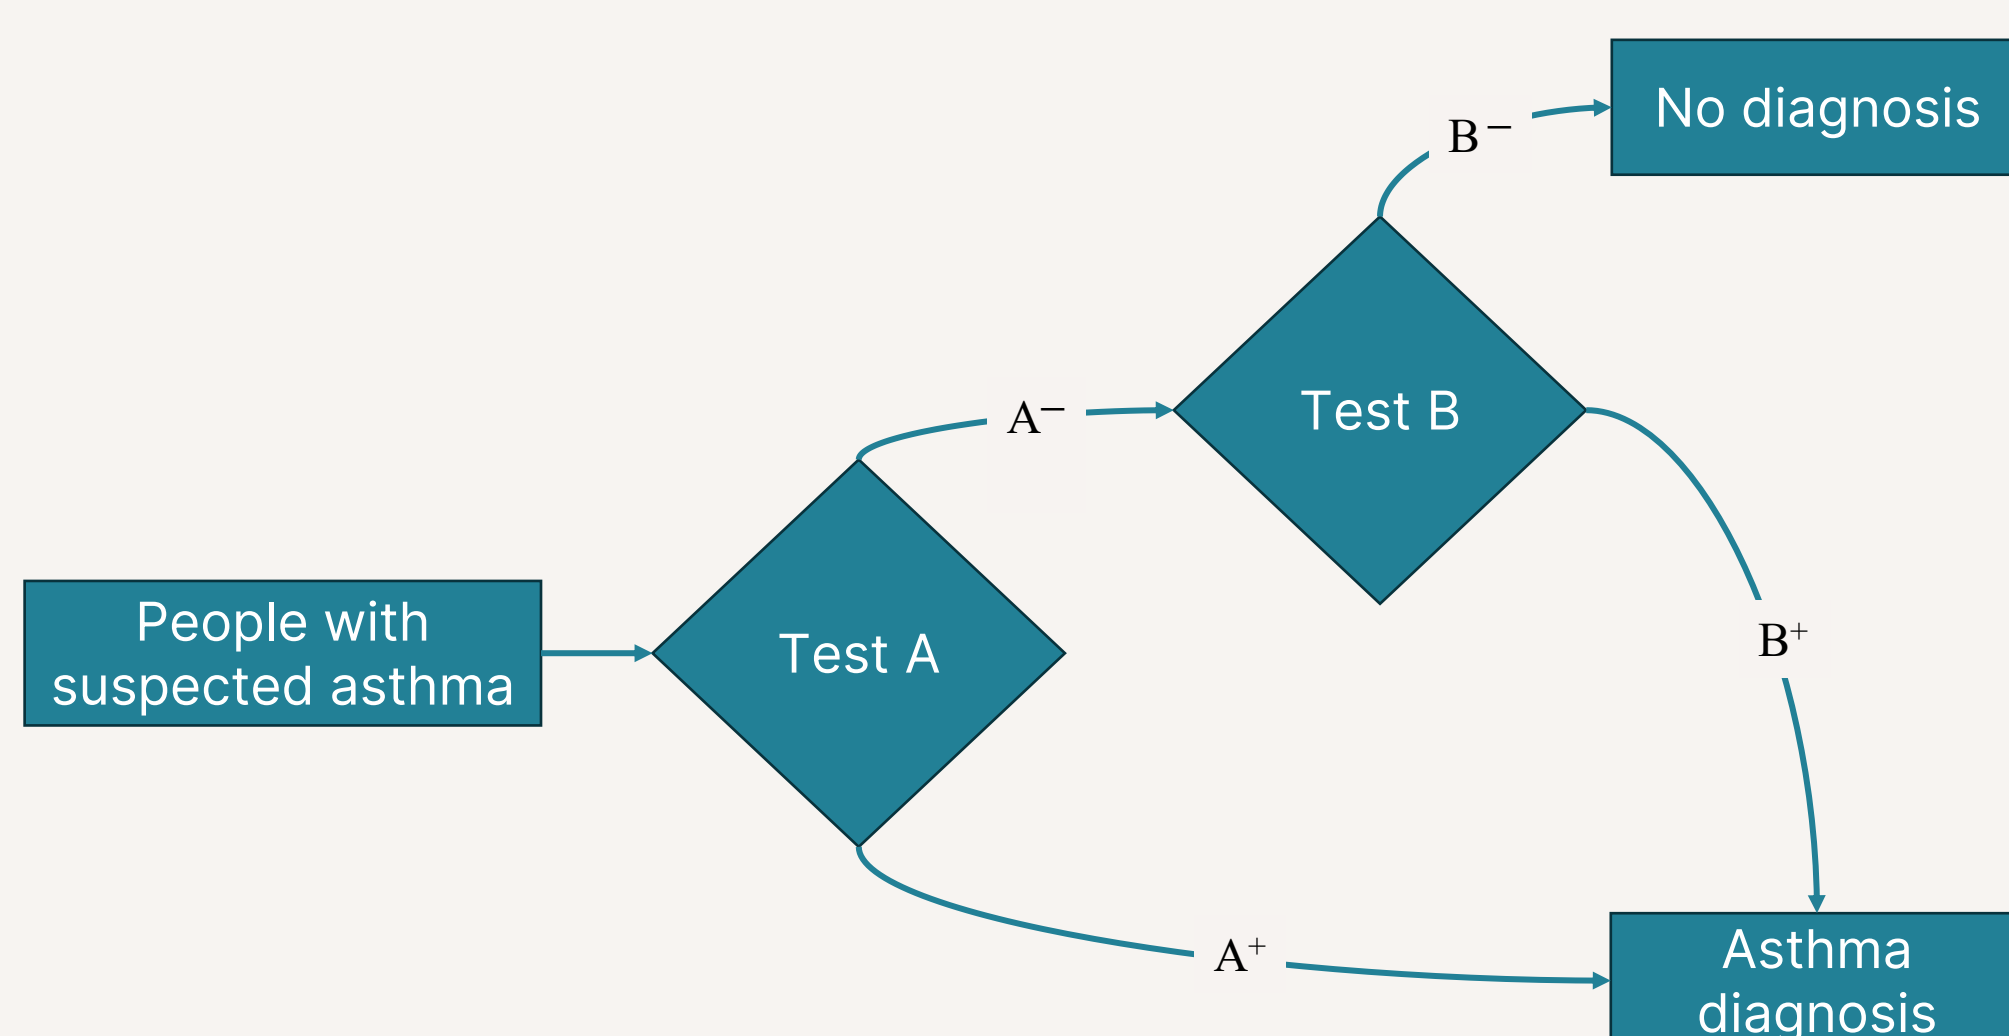 No diagnosis
B⁻
Test B
A⁻
People with
suspected asthma
Test A
B⁺
A⁺
Asthma
diagnosis